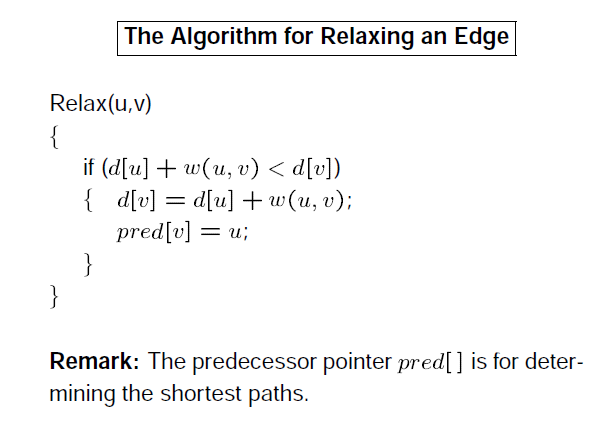 The Algorithm for Relaxing an Edge
Relax(u,v)
{
if (d[u] + w(u, v) < d[v])
{ d[v] = d[u] + w(u, v);
pred[v] = u;
}
}
Remark: The predecessor pointer pred[ ] is for deter-
mining the shortest paths.